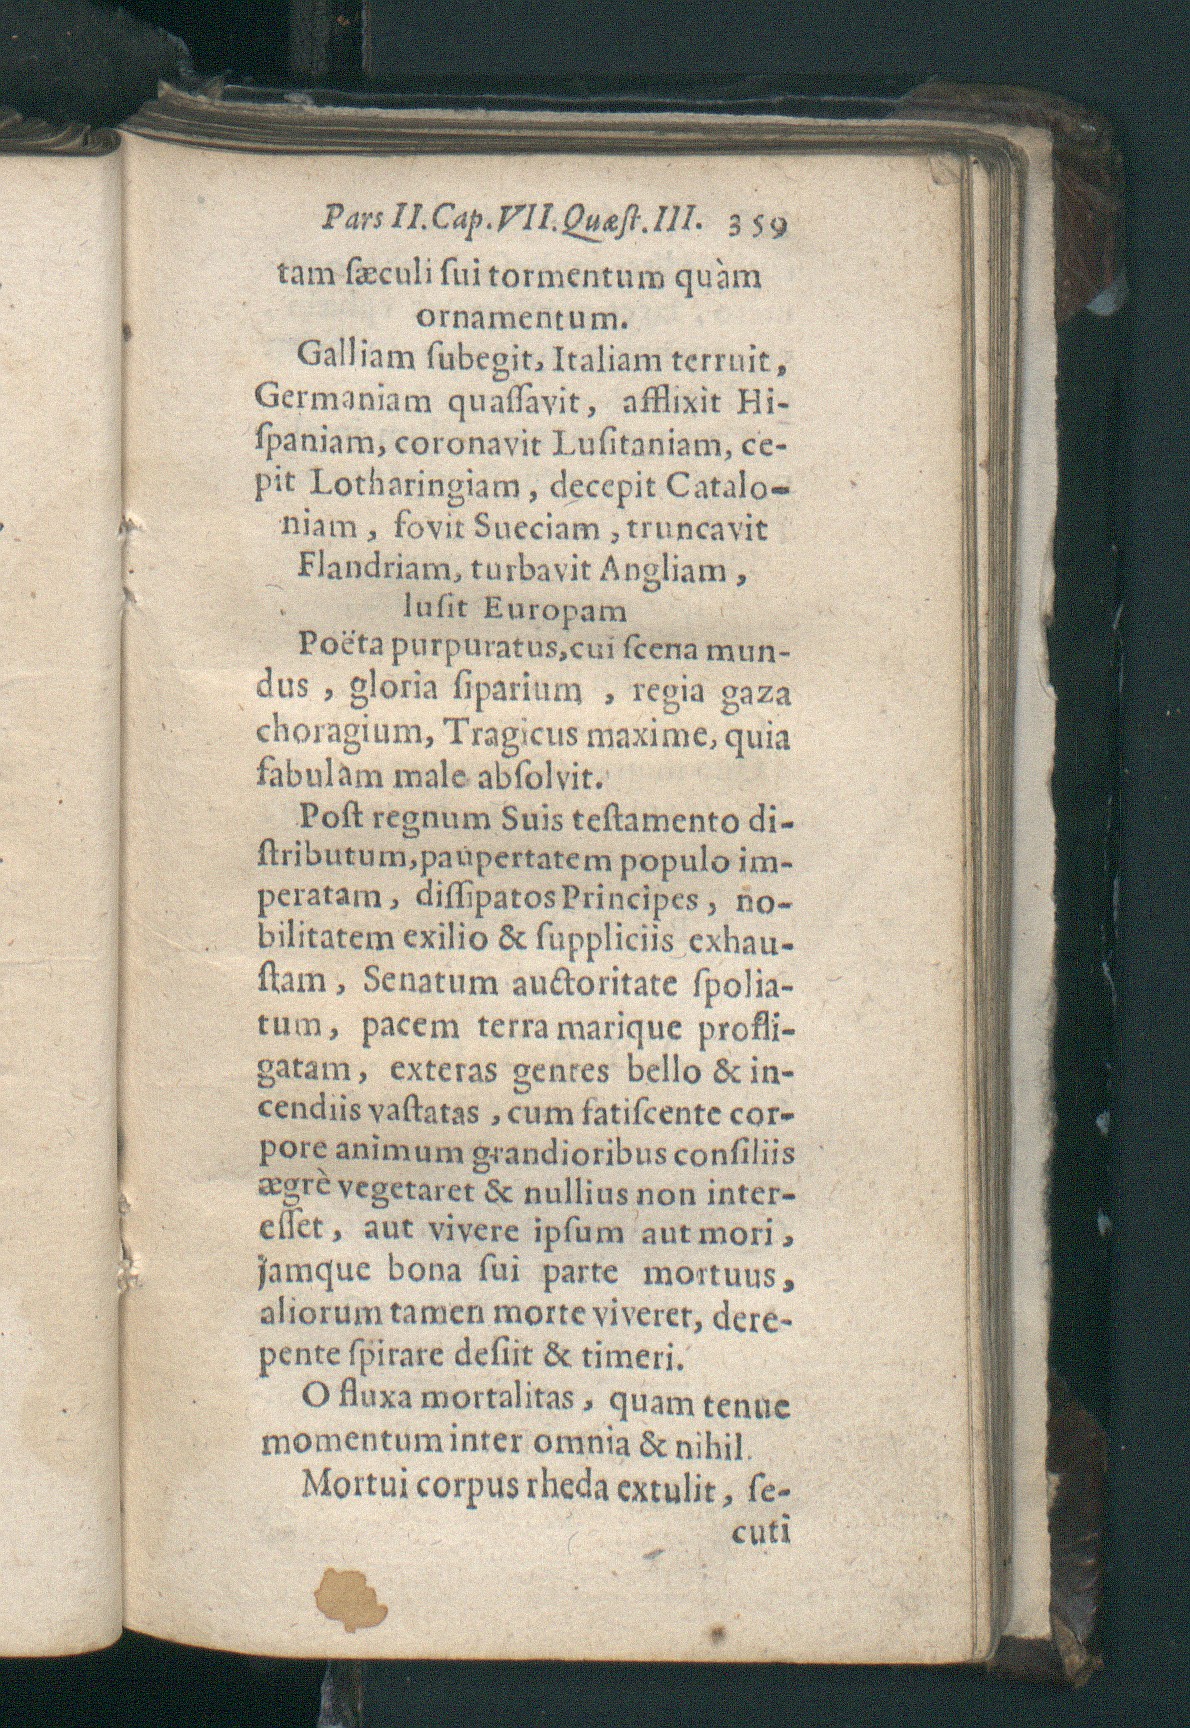 Pars II. Cap. VII. Quæſt. III. 359
tam ſæculi ſui tormentum quàm
ornamentum.
Galliam ſubegit, Italiam terruit,
Germaniam quaſſavit, afflixit Hi-
ſpaniam, coronavit Luſitaniam, ce-
pit Lotharingiam, decepit Catalo-
niam, fovit Sueciam, truncavit
Flandriam, turbavit Angliam,
luſit Europam
Poëta purpuratus, cui ſcena mun-
dus, gloria ſiparium, regia gaza
choragium, Tragicus maxime, quia
fabulam male abſolvit.
Poſt regnum Suis teſtamento di-
ſtributum, paupertatem populo im-
peratam, diſſipatos Principes, no-
bilitatem exilio & ſuppliciis exhau-
ſtam, Senatum auctoritate ſpolia-
tum, pacem terra marique profli-
gatam, exteras gentes bello & in-
cendiis vaſtatas, cum fatiſcente cor-
pore animum grandioribus conſiliis
ægrè vegetaret & nullius non inter-
eſſet, aut vivere ipſum aut mori,
jamque bona ſui parte mortuus,
aliorum tamen morte viveret, dere-
pente ſpirare deſiit & timeri.
O fluxa mortalitas, quam tenue
momentum inter omnia & nihil.
Mortui corpus rheda extulit, ſe-
cuti